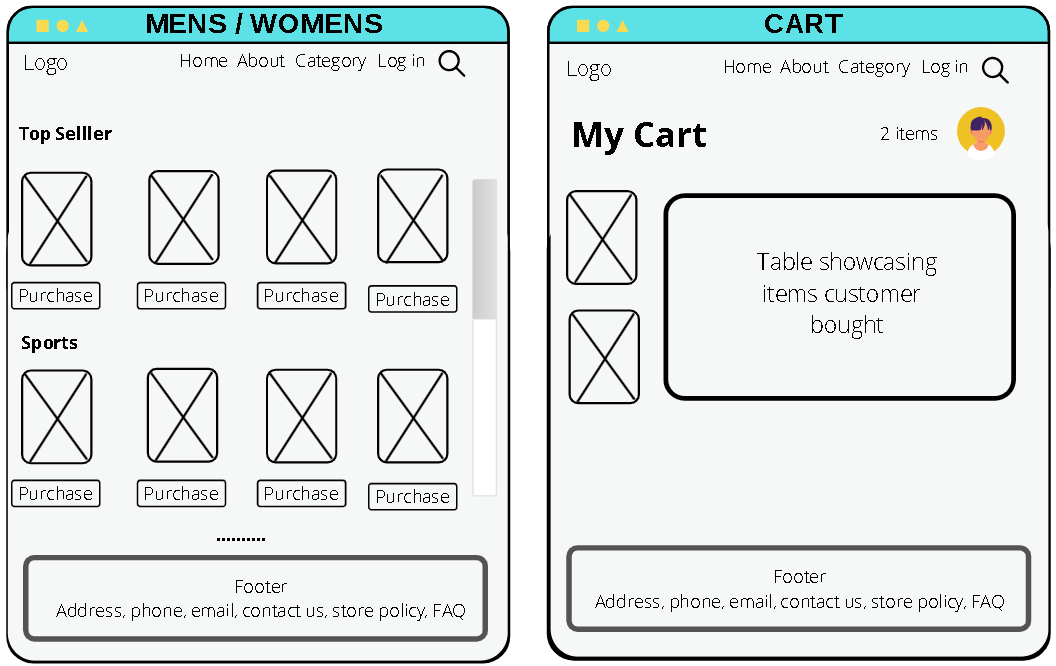 MENS / WOMENS
Logo
Home About Category Log in
Top Selller
Purchase Purchase Purchase Purchase
Sports
Purchase Purchase Purchase Purchase
..........
Footer
Address, phone, email, contact us, store policy, FAQ
CART
Logo
Home About Category Log in
My Cart
2 items
Table showcasing
items customer
bought
Footer
Address, phone, email, contact us, store policy, FAQ